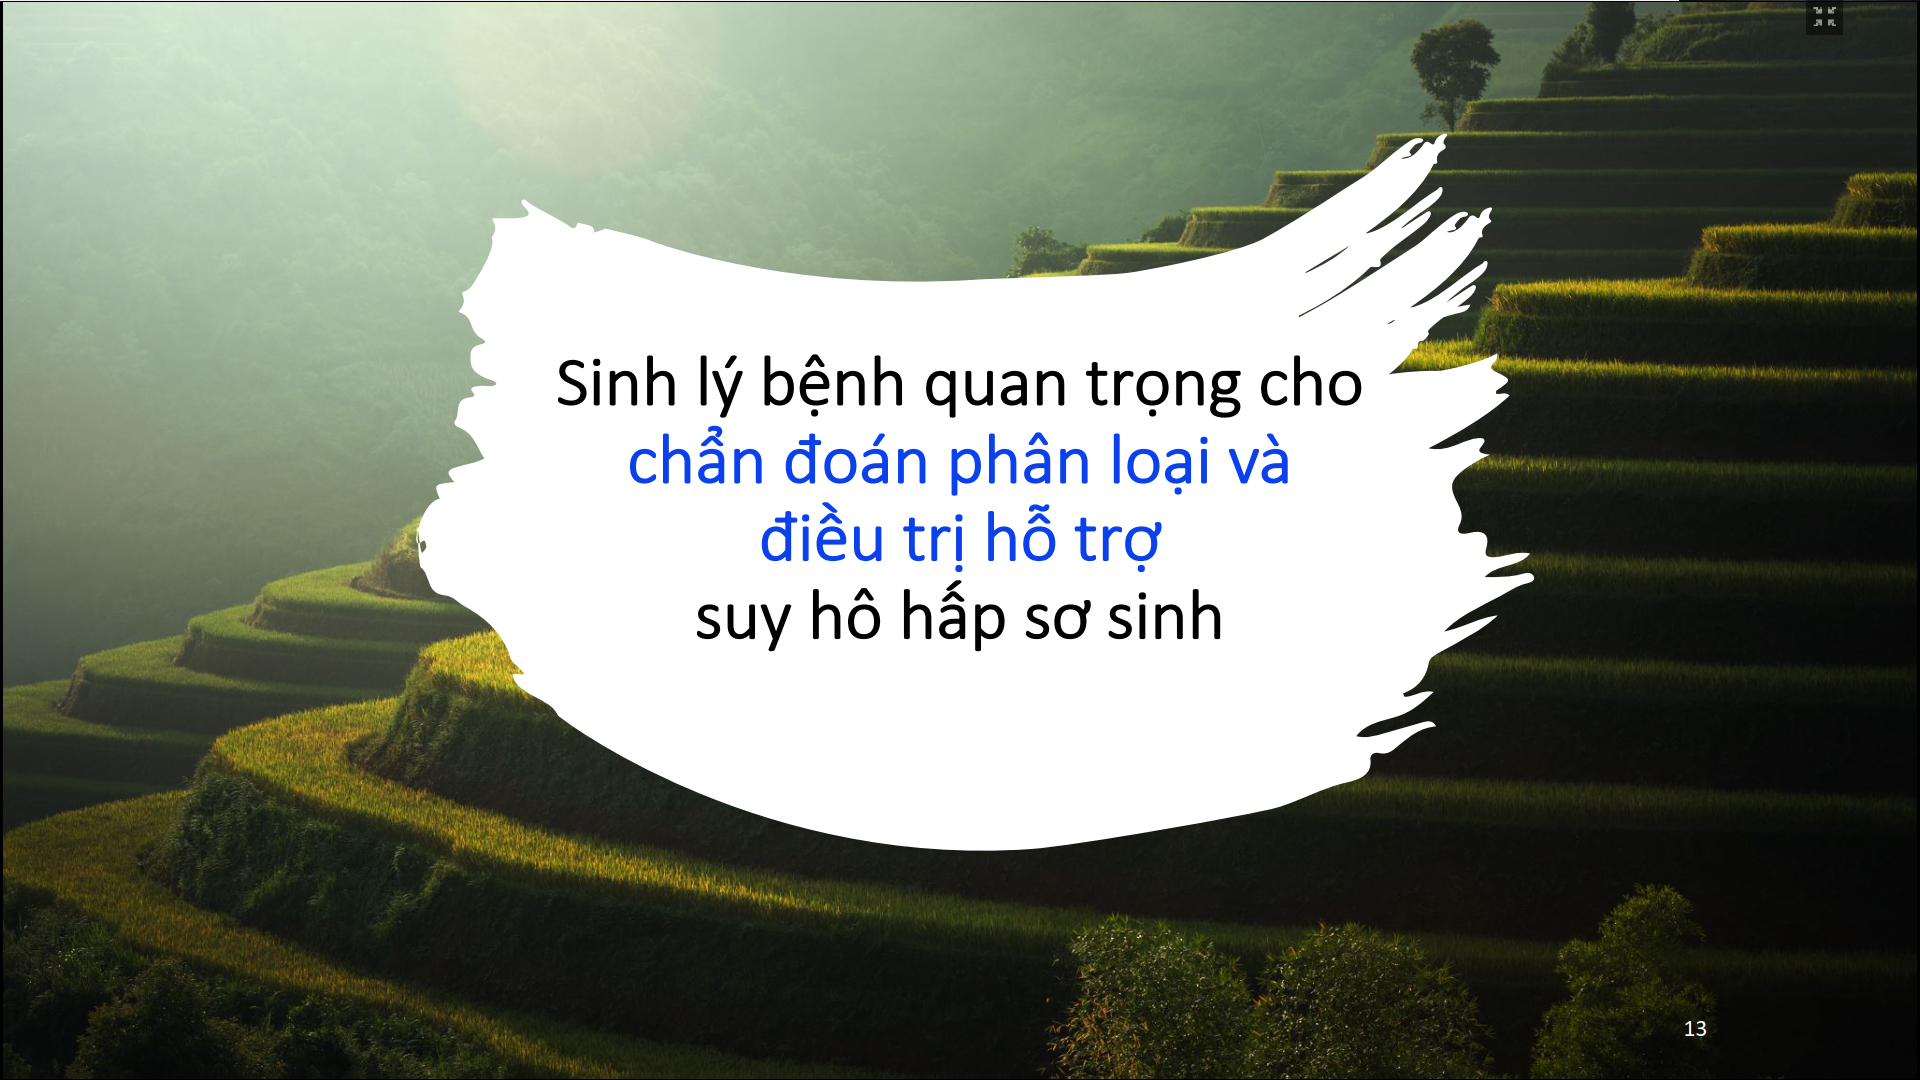 Sinh lý bệnh quan trọng cho
chẩn đoán phân loại và
điều trị hỗ trợ
suy hô hấp sơ sinh
13